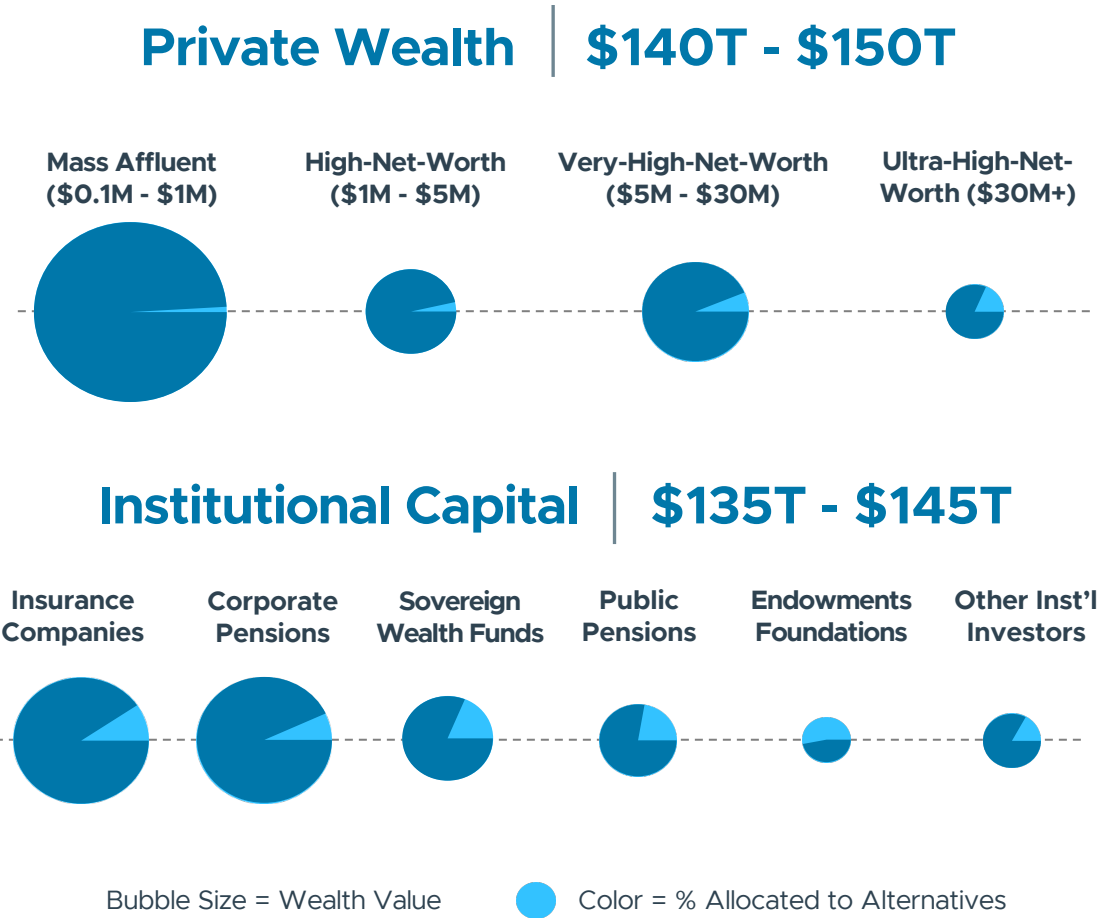 Private Wealth | $140T - $150T
Mass Affluent
($0.1M - $1M)
High-Net-Worth
($1M - $5M)
Very-High-Net-Worth
($5M - $30M)
Ultra-High-Net-
Worth ($30M+)
Institutional Capital | $135T - $145T
Insurance
Companies
Corporate
Pensions
Sovereign
Wealth Funds
Public
Pensions
Endowments
Foundations
Other Inst'l
Investors
Bubble Size = Wealth Value
Color = % Allocated to Alternatives